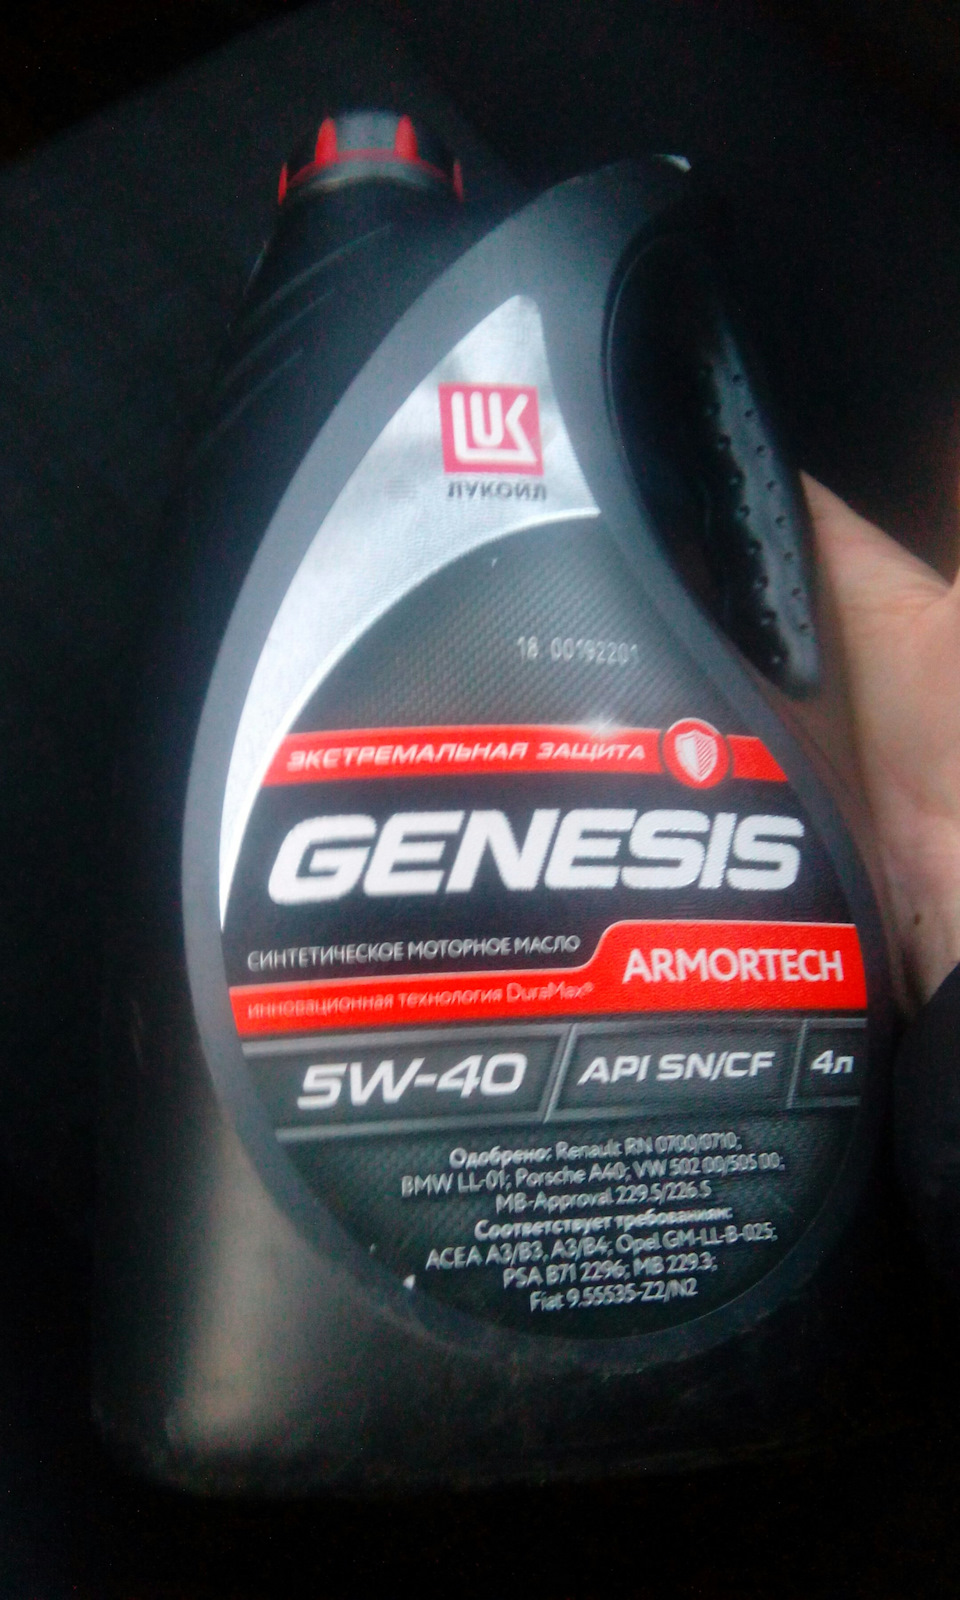 LUK
ЛУКОЙЛ
18 00192201
ЭКСТРЕМАЛЬНАЯ ЗАЩИТА
GENESIS
СИНТЕТИЧЕСКОЕ МОТОРНОЕ МАСЛО
ARMORTECH
инновационная технология DuraMax®
5W-40
API SN/CF
4л
Одобрено: Renault RN 0700/0710;
BMW LL-01; Porsche A40; VW 502 00/505 00;
MB-Approval 229.5/226.5
Соответствует требованиям:
ACEA A3/B3, A3/B4; Opel GM-LL-B-025;
PSA B71 2296; MB 229.3;
Fiat 9.55535-Z2/N2